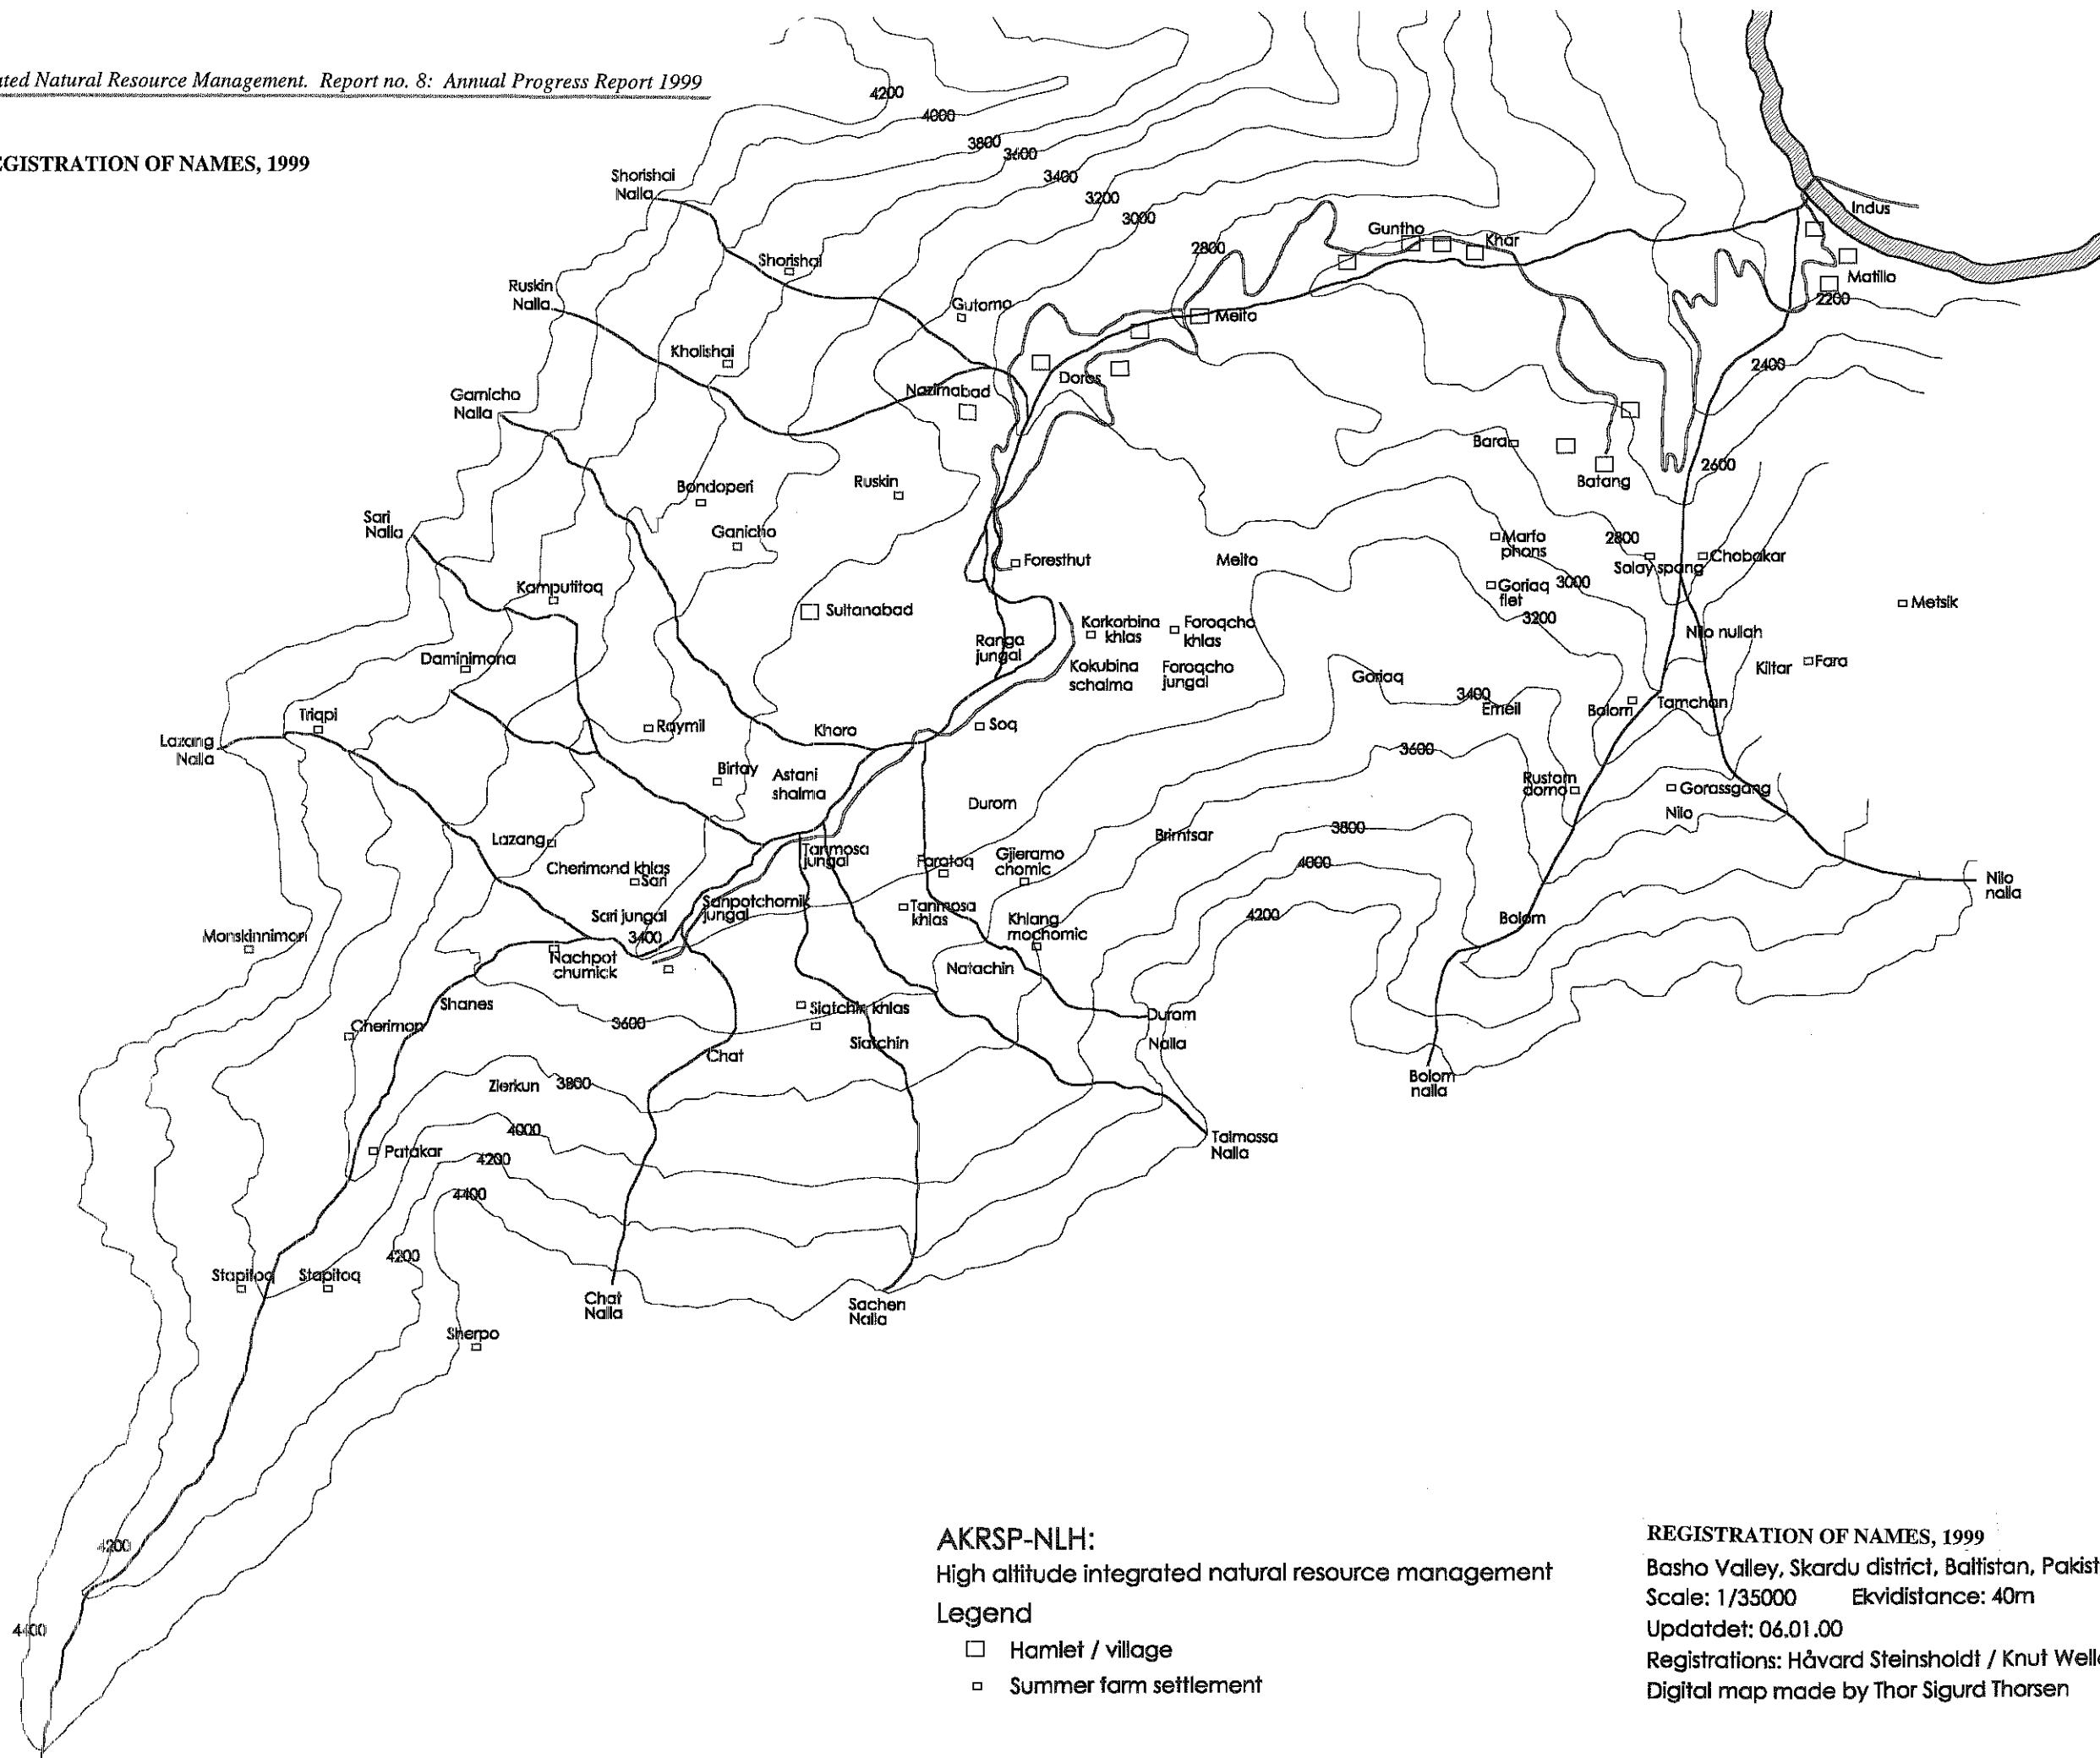 Natural Resource Management. Report no. 8: Annual Progress Report 1999
REGISTRATION OF NAMES, 1999
4200
4000
3800
3600
3400
3200
3000
2800
Shorishai
Nalla
Shorishai
Ruskin
Nalla
Gutomo
Kholishai
Nazimabad
Doros
Melto
Guntho
Khar
Indus
Matillo
2200
2400
2600
Garnicho
Nalla
Bondoperi
Ruskin
Ganicho
Bara
Batang
Sari
Nalla
Kamputitoq
Foresthut
Melto
Marfo
phons
2800
Solay spang
Chobakar
Goriaq
flet
3000
3200
Metsik
Sultanabad
Ranga
jungal
Karkorbina
khlas
Foroqcho
khlas
Kokubina
schalma
Foroqcho
jungal
Nilo nullah
Kiltar
Fara
Daminimona
Goriaq
3400
Emeil
Bolom
Tamchan
Lazang
Nalla
Triqpi
Raymil
Khoro
Soq
3600
Birtay
Astani
shalma
Durom
Rustom
domo
Gorassgang
Nilo
Brimtsar
3800
4000
4200
Lazang
Cherimond khlas
Sari
Tanmosa
jungal
Farotoq
Gjieramo
chomic
Nilo
nalla
Sari jungal
Sanpotchomik
jungal
Tanmosa
khlas
Khlang
mochomic
Bolom
3400
Monskinnimori
Nachpot
chumick
Natachin
Shanes
Cherimon
3600
Siatchin khlas
Durom
Nalla
Siatchin
Chat
Zierkun
3800
Bolom
nalla
4000
Patakar
4200
4400
Talmossa
Nalla
4200
Stapitoq
Stapitoq
Chat
Nalla
Sachen
Nalla
Sherpo
4200
4400
AKRSP-NLH:
High altitude integrated natural resource management
Legend
Hamlet / village
Summer farm settlement
REGISTRATION OF NAMES, 1999
Basho Valley, Skardu district, Baltistan, Pakist
Scale: 1/35000 Ekvidistance: 40m
Updatdet: 06.01.00
Registrations: Håvard Steinsholdt / Knut Well
Digital map made by Thor Sigurd Thorsen